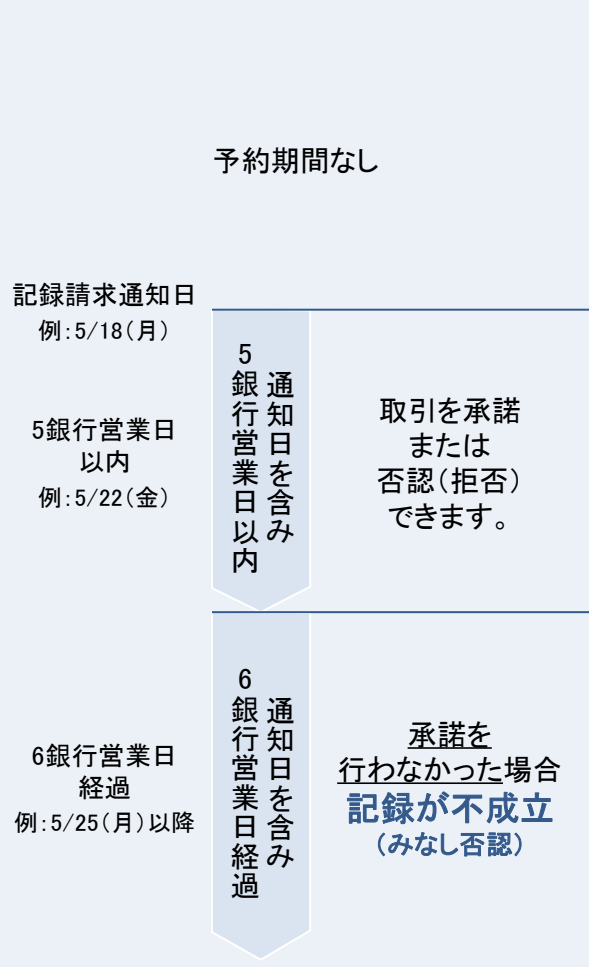 予約期間なし
記録請求通知日
例:5/18(月)
5銀行営業日
以内
例:5/22(金)
通知日を含み
5銀行営業日以内
取引を承諾
または
否認(拒否)
できます。
6銀行営業日
経過
例:5/25(月)以降
通知日を含み
6銀行営業日経過
承諾を
行わなかった場合
記録が不成立
(みなし否認)